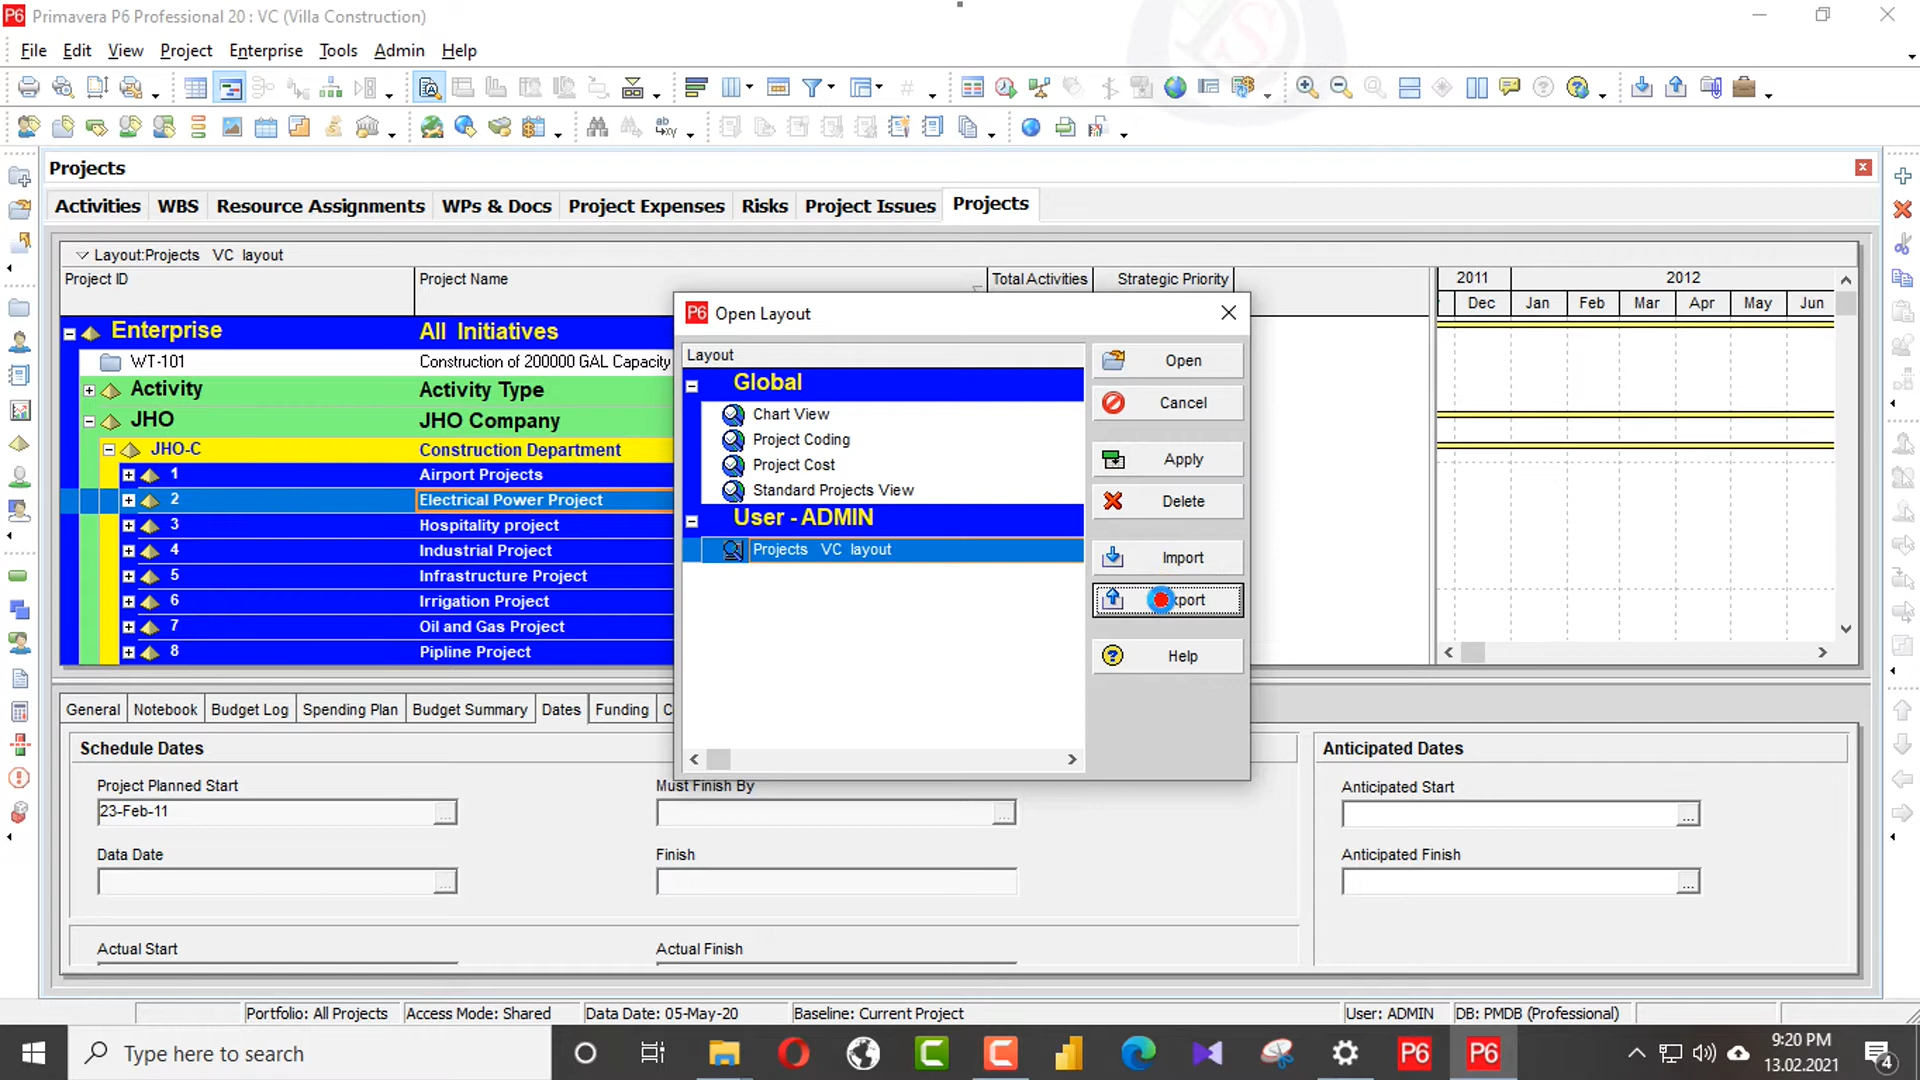 Primavera P6 Professional 20 : VC (Villa Construction)
File Edit View Project Enterprise Tools Admin Help
Projects
Activities WBS Resource Assignments WPs & Docs Project Expenses Risks Project Issues Projects
Layout:Projects VC layout
Project ID Project Name Total Activities Strategic Priority
2011 2012
Dec Jan Feb Mar Apr May Jun
Enterprise All Initiatives
WT-101 Construction of 200000 GAL Capacity
Activity Activity Type
JHO JHO Company
JHO-C Construction Department
1 Airport Projects
2 Electrical Power Project
3 Hospitality project
4 Industrial Project
5 Infrastructure Project
6 Irrigation Project
7 Oil and Gas Project
8 Pipline Project
Open Layout
Layout
Global
Chart View
Project Coding
Project Cost
Standard Projects View
User - ADMIN
Projects VC layout
Open
Cancel
Apply
Delete
Import
port
Help
General Notebook Budget Log Spending Plan Budget Summary Dates Funding
Schedule Dates
Anticipated Dates
Project Planned Start
23-Feb-11
Must Finish By
Anticipated Start
Data Date
Finish
Anticipated Finish
Actual Start
Actual Finish
Portfolio: All Projects Access Mode: Shared Data Date: 05-May-20 Baseline: Current Project User: ADMIN DB: PMDB (Professional)
Type here to search
9:20 PM
13.02.2021
4